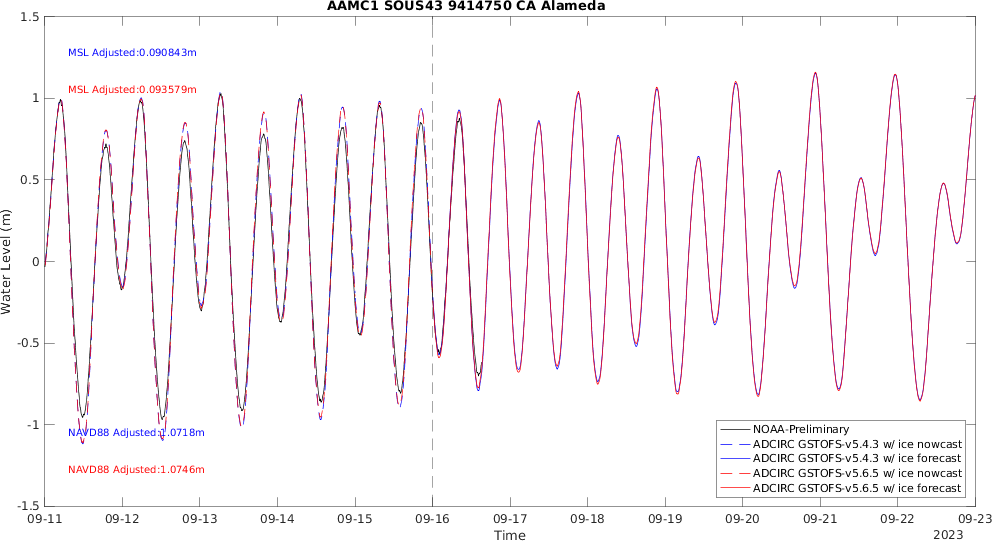 AAMC1 SOUS43 9414750 CA Alameda
MSL Adjusted:0.090843m
MSL Adjusted:0.093579m
NAVD88 Adjusted:1.0718m
NAVD88 Adjusted:1.0746m
Water Level (m)
1.5
1
0.5
0
-0.5
-1
-1.5
NOAA-Preliminary
ADCIRC GSTOFS-v5.4.3 w/ ice nowcast
ADCIRC GSTOFS-v5.4.3 w/ ice forecast
ADCIRC GSTOFS-v5.6.5 w/ ice nowcast
ADCIRC GSTOFS-v5.6.5 w/ ice forecast
09-11 09-12 09-13 09-14 09-15 09-16 09-17 09-18 09-19 09-20 09-21 09-22 09-23
Time
2023